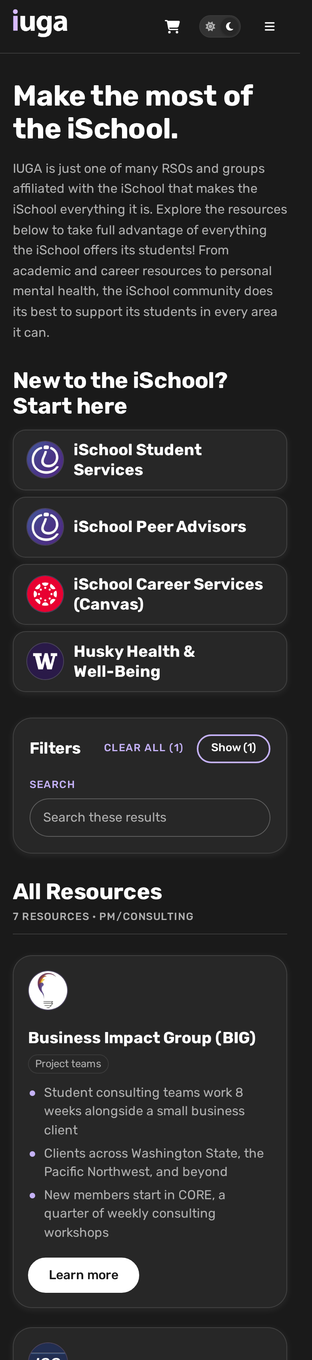 iuga
Make the most of
the iSchool.
IUGA is just one of many RSOs and groups
affiliated with the iSchool that makes the
iSchool everything it is. Explore the resources
below to take full advantage of everything
the iSchool offers its students! From
academic and career resources to personal
mental health, the iSchool community does
its best to support its students in every area
it can.
New to the iSchool?
Start here
iSchool Student
Services
iSchool Peer Advisors
iSchool Career Services
(Canvas)
W
Husky Health &
Well-Being
Filters
CLEAR ALL (1)
Show (1)
SEARCH
Search these results
All Resources
7 RESOURCES • PM/CONSULTING
Business Impact Group (BIG)
Project teams
Student consulting teams work 8
weeks alongside a small business
client
Clients across Washington State, the
Pacific Northwest, and beyond
New members start in CORE, a
quarter of weekly consulting
workshops
Learn more